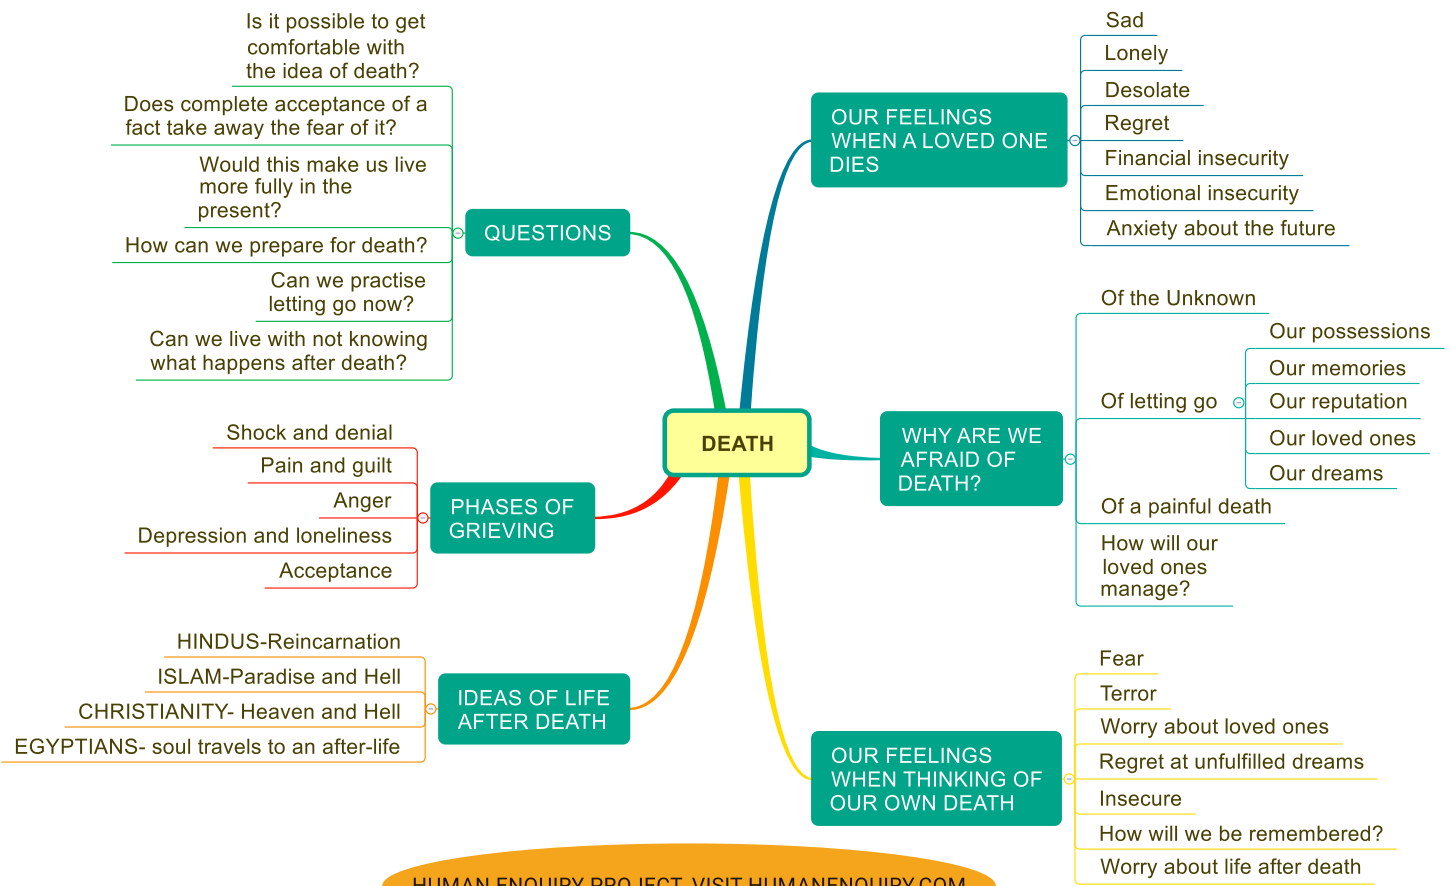 Is it possible to get
comfortable with
the idea of death?
Does complete acceptance of a
fact take away the fear of it?
Would this make us live
more fully in the
present?
How can we prepare for death?
Can we practise
letting go now?
Can we live with not knowing
what happens after death?
QUESTIONS
Shock and denial
Pain and guilt
Anger
Depression and loneliness
Acceptance
PHASES OF
GRIEVING
HINDUS-Reincarnation
ISLAM-Paradise and Hell
CHRISTIANITY- Heaven and Hell
EGYPTIANS- soul travels to an after-life
IDEAS OF LIFE
AFTER DEATH
DEATH
OUR FEELINGS
WHEN A LOVED ONE
DIES
Sad
Lonely
Desolate
Regret
Financial insecurity
Emotional insecurity
Anxiety about the future
WHY ARE WE
AFRAID OF
DEATH?
Of the Unknown
Of letting go
Our possessions
Our memories
Our reputation
Our loved ones
Our dreams
Of a painful death
How will our
loved ones
manage?
OUR FEELINGS
WHEN THINKING OF
OUR OWN DEATH
Fear
Terror
Worry about loved ones
Regret at unfulfilled dreams
Insecure
How will we be remembered?
Worry about life after death
HUMAN ENQUIRY PROJECT. VISIT HUMANENQUIRY.COM